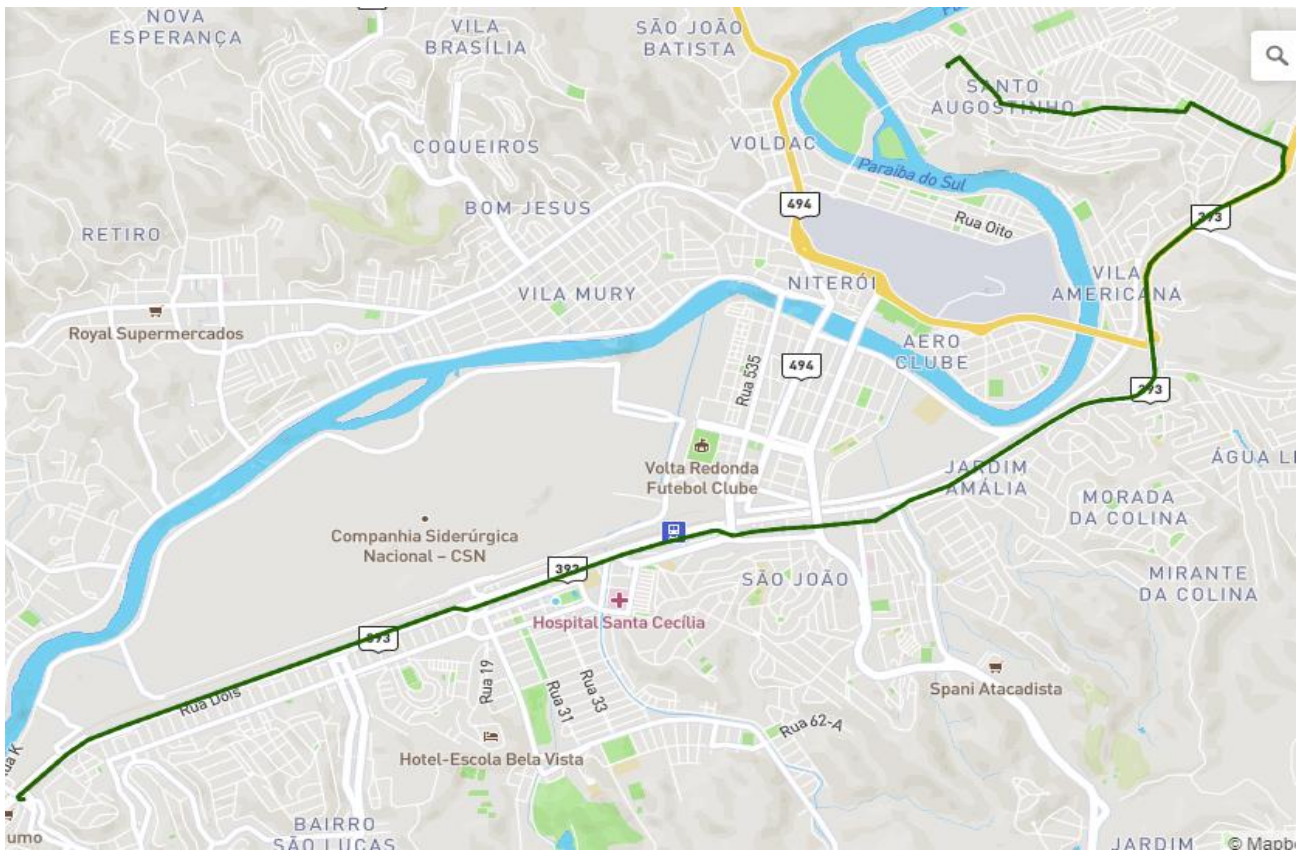 NOVA
ESPERANÇA
VILA
BRASÍLIA
SÃO JOÃO
BATISTA
SANTO
AUGOSTINHO
COQUEIROS
VOLDAC
Paraíba do Sul
BOM JESUS
494
Rua Oito
393
RETIRO
VILA
AMERICANA
NITERÓI
VILA MURY
Royal Supermercados
AERO
CLUBE
Rua 535
494
393
Volta Redonda
Futebol Clube
JARDIM
AMÁLIA
ÁGUA LI
MORADA
DA COLINA
Companhia Siderúrgica
Nacional – CSN
393
SÃO JOÃO
MIRANTE
DA COLINA
Hospital Santa Cecília
393
Rua 19
Rua 31
Rua 33
Rua Dois
Spani Atacadista
Rua 62-A
Hotel-Escola Bela Vista
BAIRRO
SÃO LUCAS
umo
JARDIM
© Mapbo